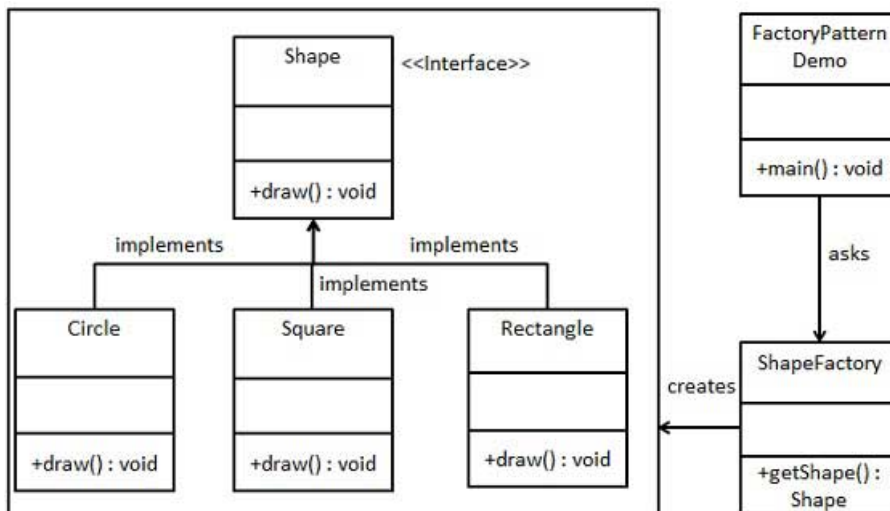 Shape
<<Interface>>
+draw() : void
implements
implements
implements
Circle
+draw() : void
Square
+draw() : void
Rectangle
+draw() : void
FactoryPattern
Demo
+main() : void
asks
creates
ShapeFactory
+getShape() :
Shape